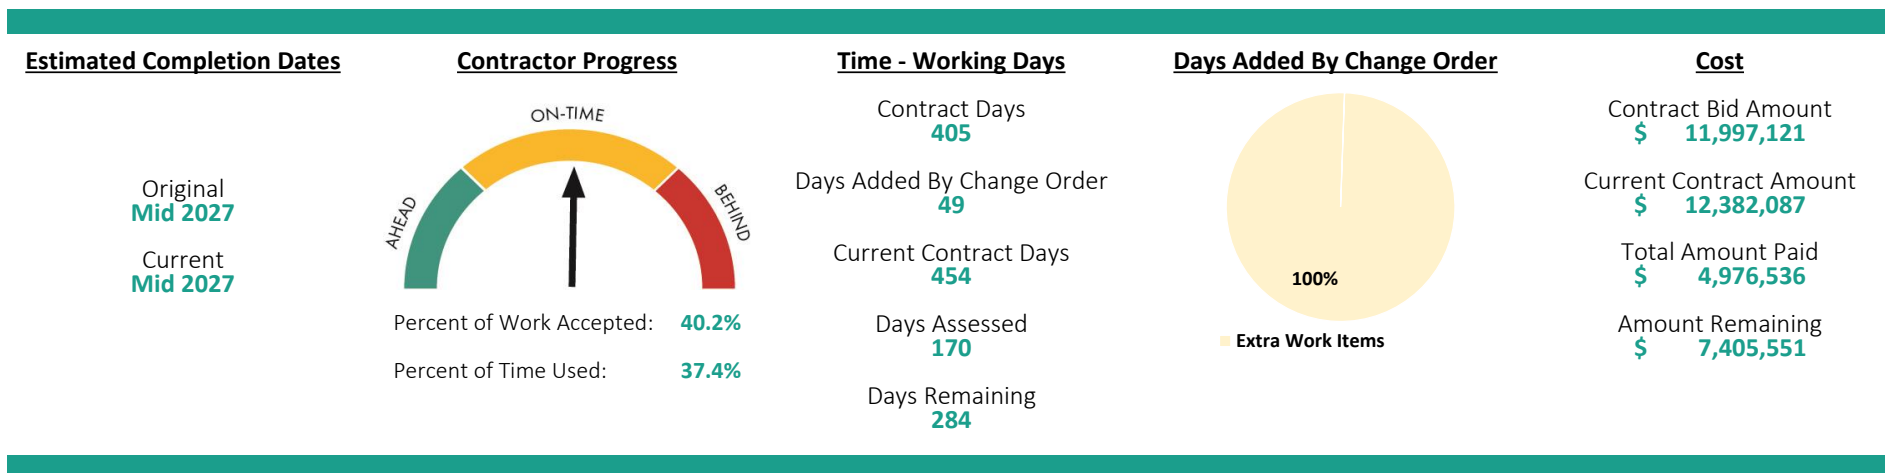 Estimated Completion Dates
Original
Mid 2027
Current
Mid 2027
Contractor Progress
ON-TIME
AHEAD
BEHIND
Percent of Work Accepted: 40.2%
Percent of Time Used: 37.4%
Time - Working Days
Contract Days
405
Days Added By Change Order
49
Current Contract Days
454
Days Assessed
170
Days Remaining
284
Days Added By Change Order
100%
Extra Work Items
Cost
Contract Bid Amount
$ 11,997,121
Current Contract Amount
$ 12,382,087
Total Amount Paid
$ 4,976,536
Amount Remaining
$ 7,405,551